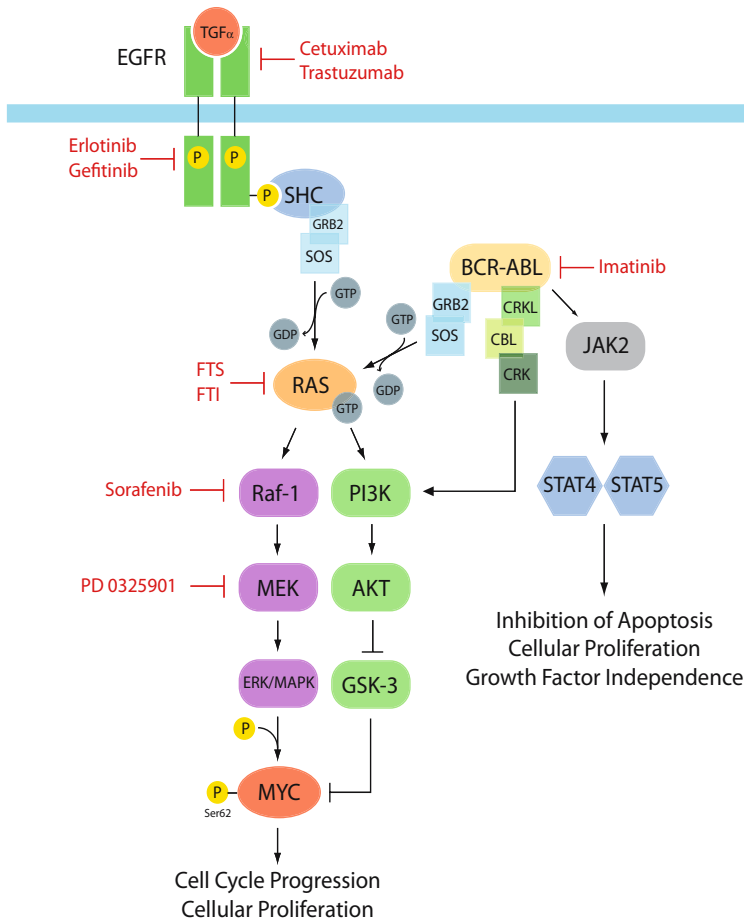 TGFα
EGFR
Cetuximab
Trastuzumab
Erlotinib
Gefitinib
P
P
P
SHC
GRB2
SOS
BCR-ABL
Imatinib
GTP
GDP
GRB2
SOS
CRKL
CBL
CRK
GTP
GDP
JAK2
FTS
FTI
RAS
GTP
Sorafenib
Raf-1
PI3K
STAT4
STAT5
PD 0325901
MEK
AKT
Inhibition of Apoptosis
Cellular Proliferation
Growth Factor Independence
ERK/MAPK
GSK-3
P
P
Ser62
MYC
Cell Cycle Progression
Cellular Proliferation